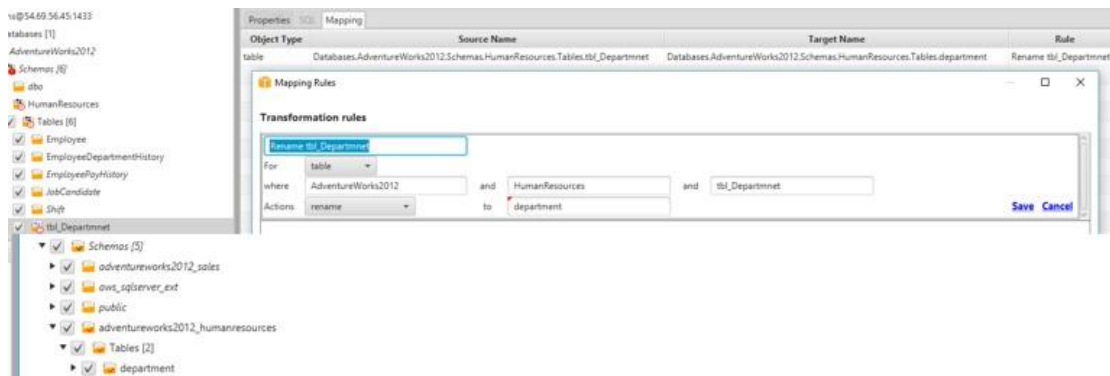 @54.69.56.45:1433
Databases [1]
AdventureWorks2012
Schemas [6]
dbo
HumanResources
Tables [6]
Employee
EmployeeDepartmentHistory
EmployeePayHistory
JobCandidate
Shift
tbl_Departmnet
Properties SQL Mapping
Object Type Source Name Target Name Rule
table Databases.AdventureWorks2012.Schemas.HumanResources.Tables.tbl_Departmnet Databases.AdventureWorks2012.Schemas.HumanResources.Tables.department Rename tbl_Departmnet
Mapping Rules
Transformation rules
Rename tbl_Departmnet
For table
where AdventureWorks2012 and HumanResources and tbl_Departmnet
Actions rename to department Save Cancel
Schemas [5]
adventureworks2012_sales
aws_sqlserver_ext
public
adventureworks2012_humanresources
Tables [2]
department